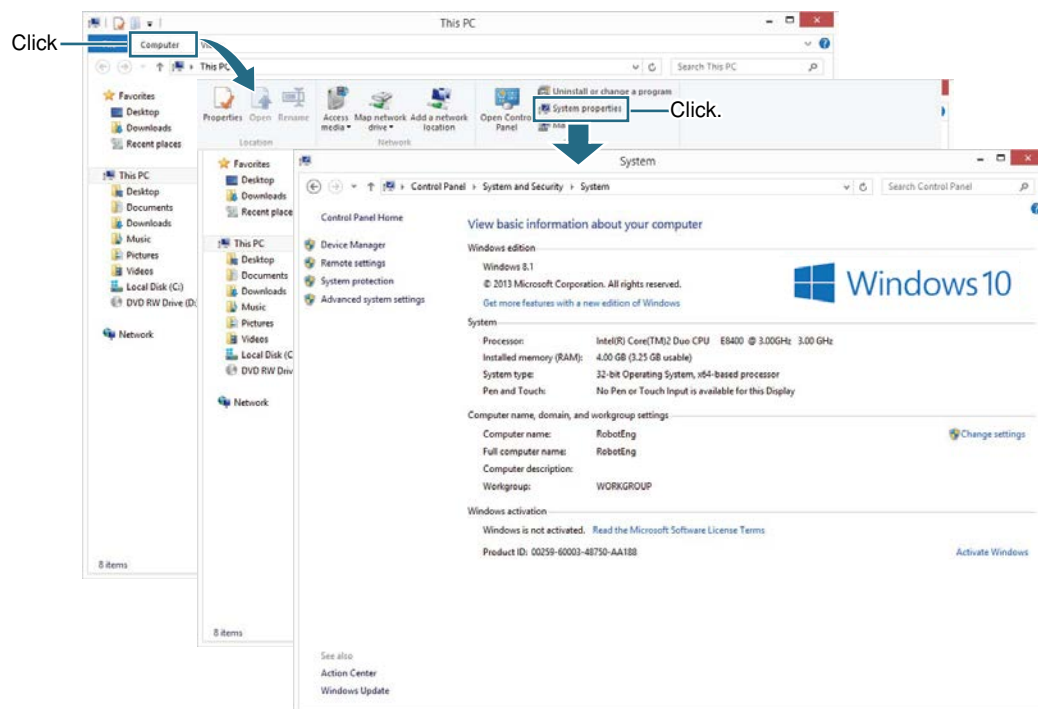 This PC
Click
Computer
This PC
Search This PC
Favorites
Desktop
Downloads
Recent places
This PC
Desktop
Documents
Downloads
Music
Pictures
Videos
Local Disk (C:)
DVD RW Drive (D:
Network
8 items
Properties Open Rename
Access media
Map network drive
Add a network location
Open Contro
Panel
Uninstall or change a program
System properties
Click.
Location
Network
Favorites
Desktop
Downloads
Recent place
This PC
Desktop
Documents
Downloads
Music
Pictures
Videos
Local Disk (C
DVD RW Driv
Network
8 items
System
Control Panel System and Security System
Search Control Panel
Control Panel Home
Device Manager
Remote settings
System protection
Advanced system settings
View basic information about your computer
Windows edition
Windows 8.1
© 2013 Microsoft Corporation. All rights reserved.
Get more features with a new edition of Windows
Windows 10
System
Processor: Intel(R) Core(TM)2 Duo CPU E8400 @ 3.00GHz 3.00 GHz
Installed memory (RAM): 4.00 GB (3.25 GB usable)
System type: 32-bit Operating System, x64-based processor
Pen and Touch: No Pen or Touch Input is available for this Display
Computer name, domain, and workgroup settings
Computer name: RobotEng
Change settings
Full computer name: RobotEng
Computer description:
Workgroup: WORKGROUP
Windows activation
Windows is not activated. Read the Microsoft Software License Terms
Product ID: 00259-60003-48750-AA188
Activate Windows
See also
Action Center
Windows Update